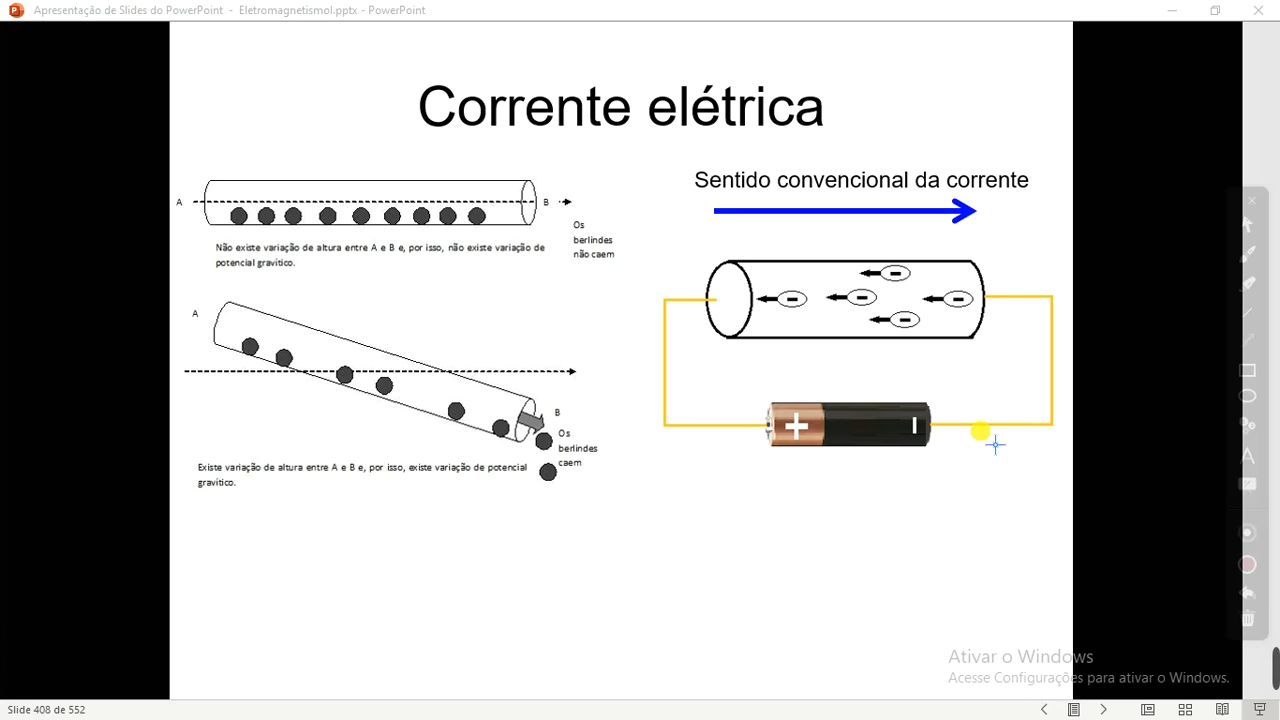 Apresentação de Slides do PowerPoint - Eletromagnetismol.pptx - PowerPoint
Corrente elétrica
A
B
Os
berlindes
não caem
Não existe variação de altura entre A e B e, por isso, não existe variação de
potencial gravítico.
A
B
Os
berlindes
caem
Existe variação de altura entre A e B e, por isso, existe variação de potencial
gravítico.
Sentido convencional da corrente
- 
- - -
-
+ -
Ativar o Windows
Acesse Configurações para ativar o Windows.
Slide 408 de 552